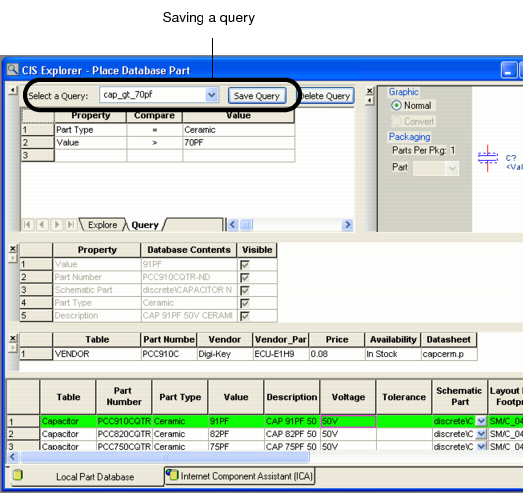 Saving a query
CIS Explorer - Place Database Part
Select a Query: cap_gt_70pf Save Query Delete Query
Property Compare Value
1 Part Type = Ceramic
2 Value > 70PF
3
Explore Query
Graphic
Normal
Convert
Packaging
Parts Per Pkg: 1
Part
C?
<Val
Property Database Contents Visible
1 Value 91PF
2 Part Number PCC910CQTR-ND
3 Schematic Part discrete\CAPACITOR N
4 Part Type Ceramic
5 Description CAP 91PF 50V CERAMI
Table Part Numbe Vendor Vendor_Par Price Availability Datasheet
1 VENDOR PCC910C Digi-Key ECU-E1H9 0.08 In Stock capcerm.p
Table Part Number Part Type Value Description Voltage Tolerance Schematic Part Layout Footpr
1 Capacitor PCC910CQTR Ceramic 91PF CAP 91PF 50 50V discrete\C SM/C_04
2 Capacitor PCC820CQTR Ceramic 82PF CAP 82PF 50 50V discrete\C SM/C_04
3 Capacitor PCC750CQTR Ceramic 75PF CAP 75PF 50 50V discrete\C SM/C_04
Local Part Database Internet Component Assistant (ICA)